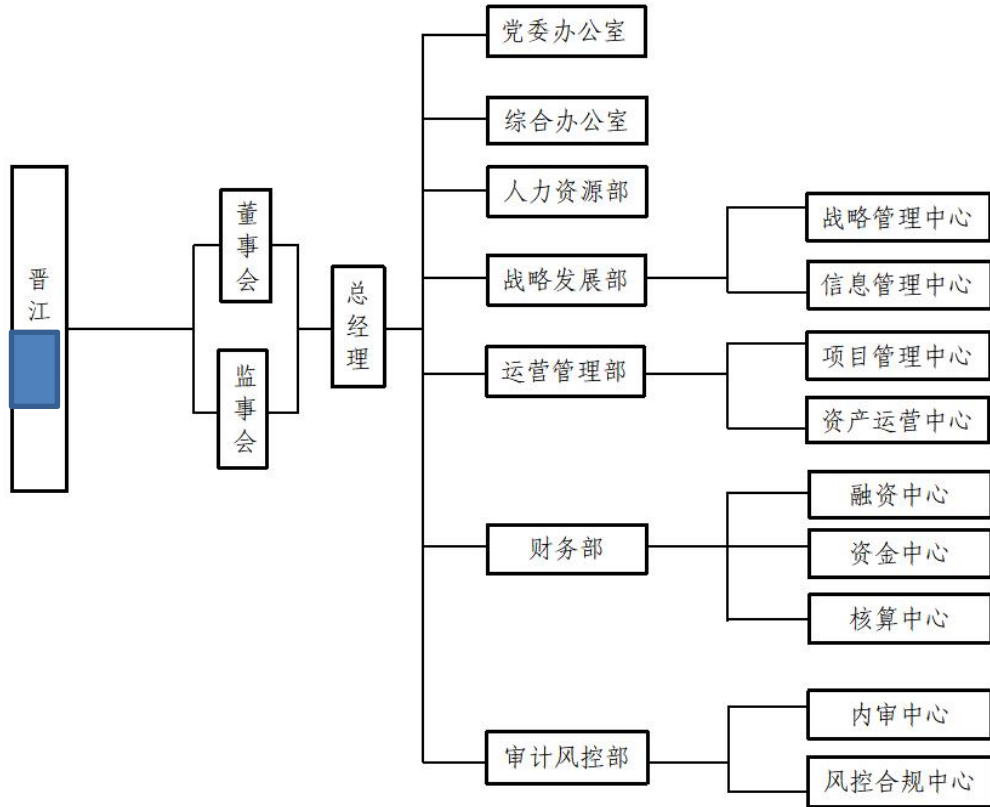 晋江
董事会
监事会
总经理
党委办公室
综合办公室
人力资源部
战略发展部
运营管理部
财务部
审计风控部
战略管理中心
信息管理中心
项目管理中心
资产运营中心
融资中心
资金中心
核算中心
内审中心
风控合规中心